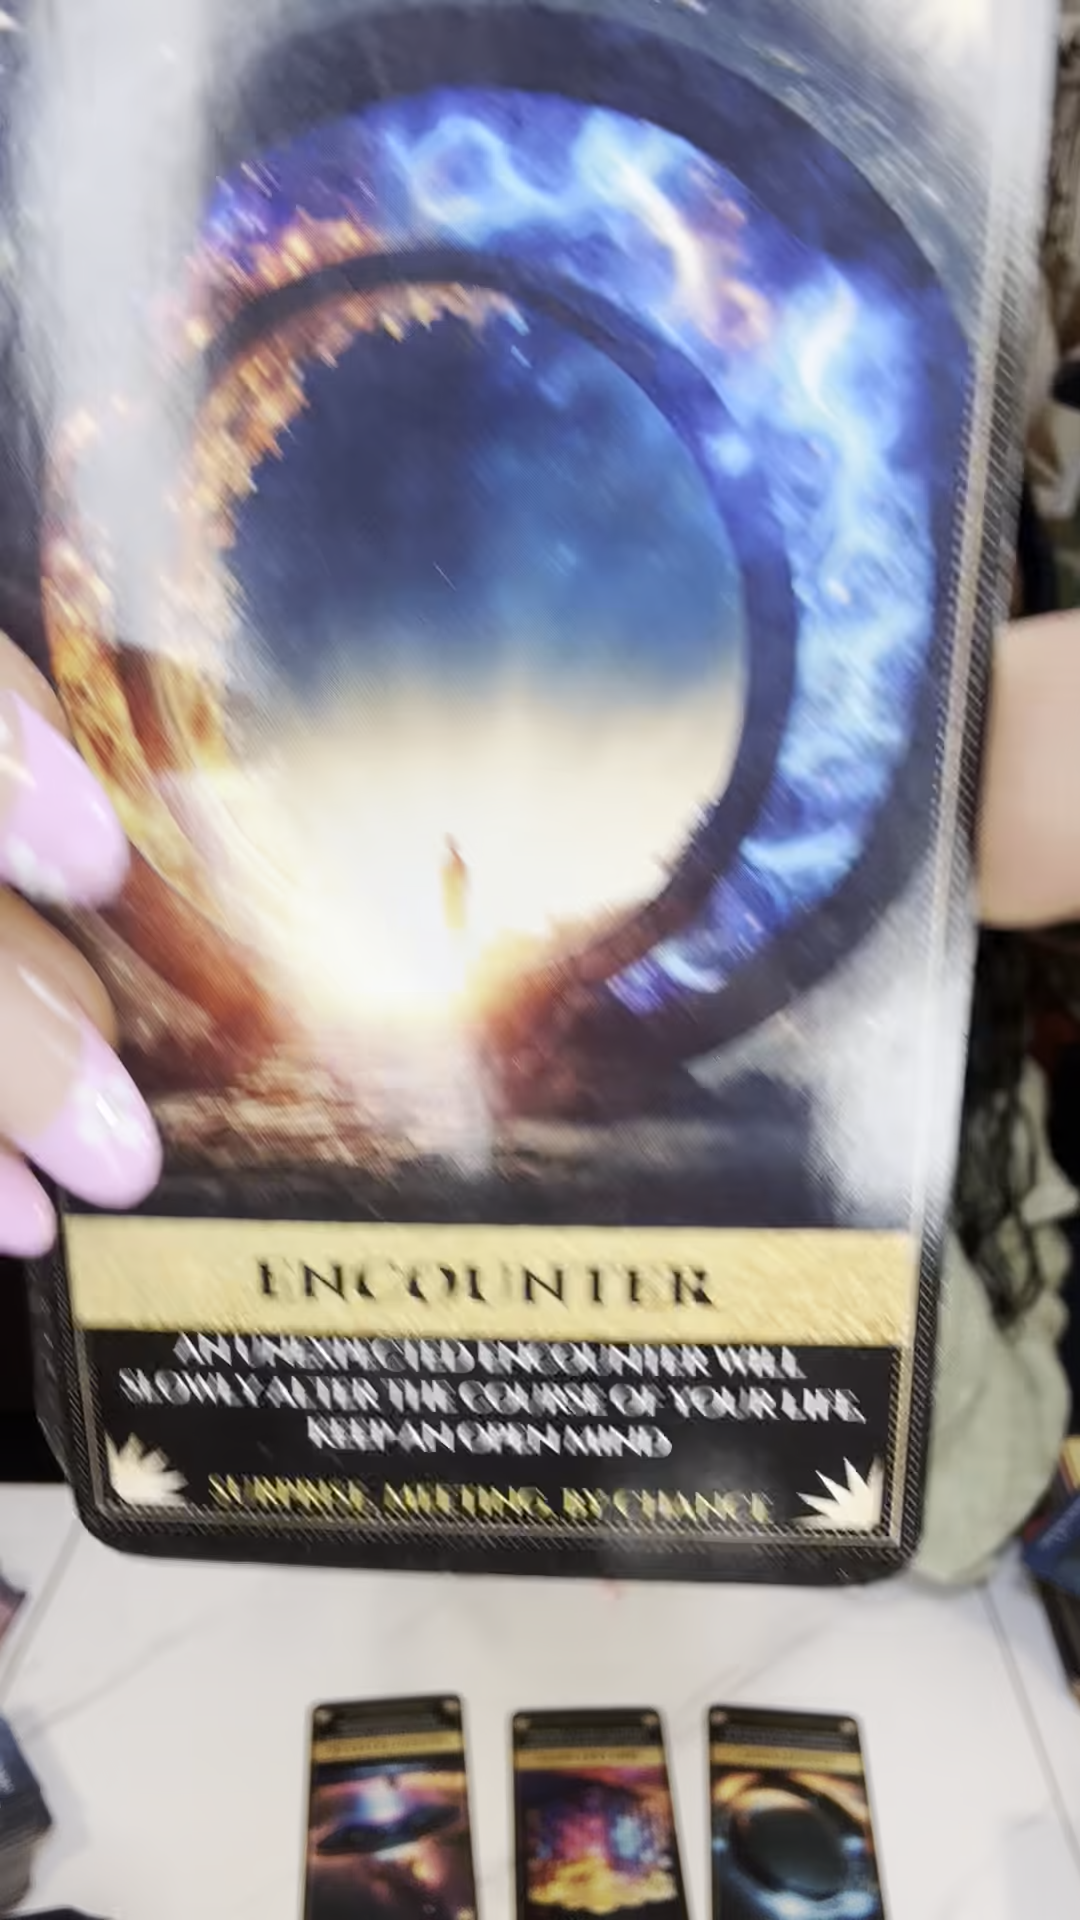 ENCOUNTER
AN UNEXPECTED ENCOUNTER WILL
SLOWLY ALTER THE COURSE OF YOUR LIFE.
KEEP AN OPEN MIND
SURPRISE, MEETING, BY CHANCE